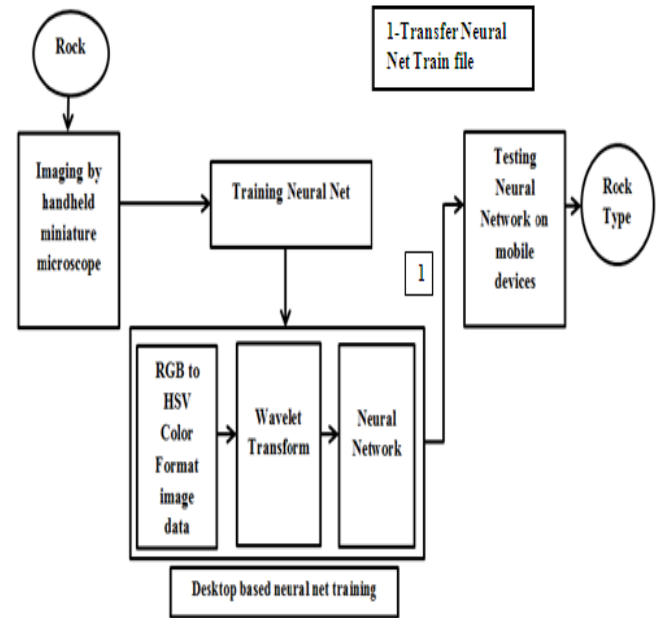 Rock
1-Transfer Neural
Net Train file
Imaging by
handheld
miniature
microscope
Training Neural Net
Testing
Neural
Network on
mobile
devices
Rock
Type
1
RGB to
HSV
Color
Format
image
data
Wavelet
Transform
Neural
Network
Desktop based neural net training